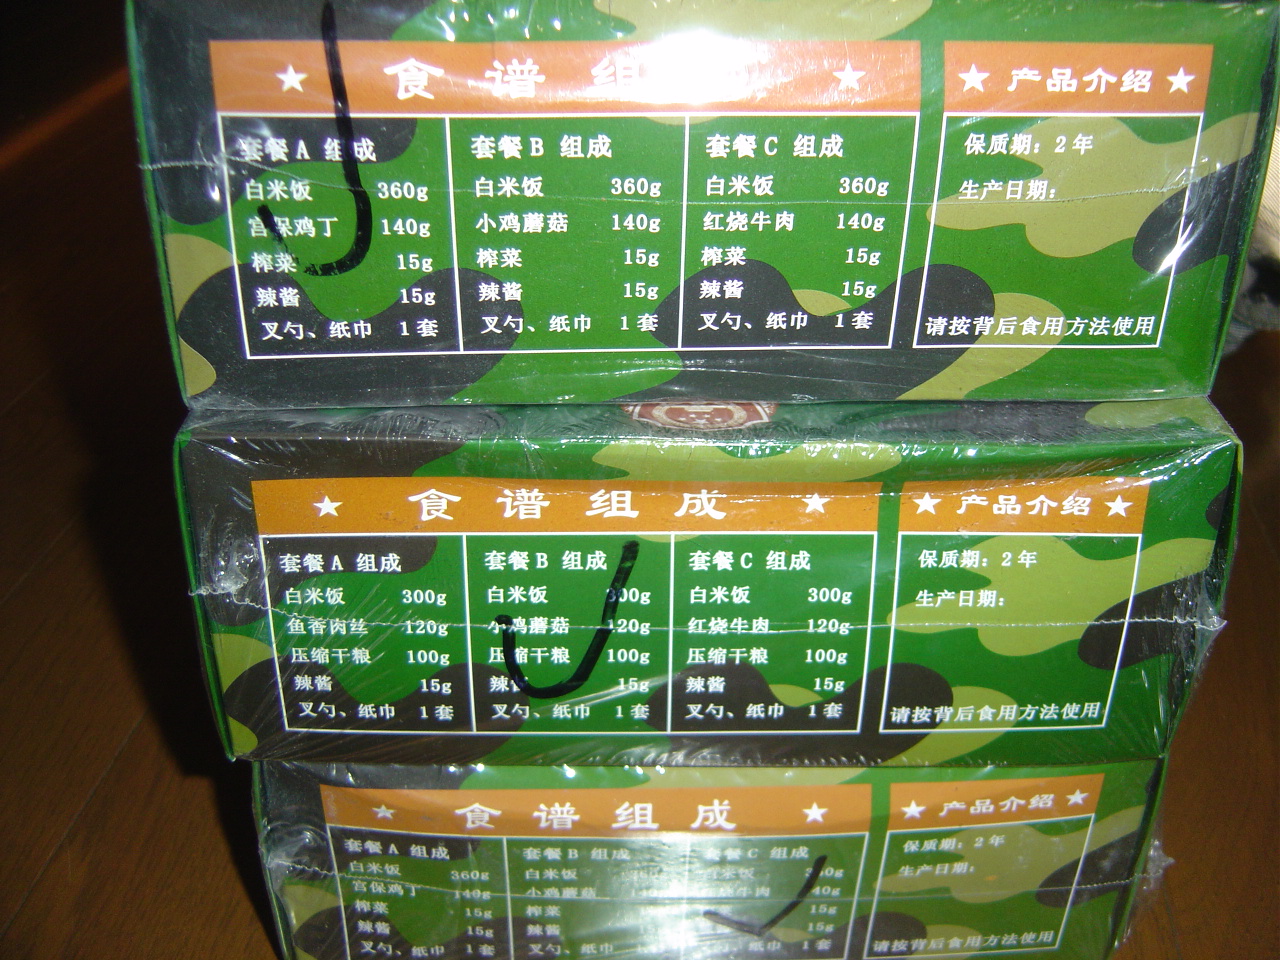 ★ 食谱组 ★ ★ 产品介绍 ★
套餐A 组成 套餐B 组成 套餐C 组成 保质期：2年
白米饭 360g 白米饭 360g 白米饭 360g 生产日期：
宫保鸡丁 140g 小鸡蘑菇 140g 红烧牛肉 140g
榨菜 15g 榨菜 15g 榨菜 15g
辣酱 15g 辣酱 15g 辣酱 15g
叉勺、纸巾 1套 叉勺、纸巾 1套 叉勺、纸巾 1套 请按背后食用方法使用
★ 食谱组成 ★ ★ 产品介绍 ★
套餐A 组成 套餐B 组成 套餐C 组成 保质期：2年
白米饭 300g 白米饭 300g 白米饭 300g 生产日期：
鱼香肉丝 120g 小鸡蘑菇 120g 红烧牛肉 120g
压缩干粮 100g 压缩干粮 100g 压缩干粮 100g
辣酱 15g 辣酱 15g 辣酱 15g
叉勺、纸巾 1套 叉勺、纸巾 1套 叉勺、纸巾 1套 请按背后食用方法使用
★ 食谱组成 ★ ★ 产品介绍 ★
套餐A 组成 套餐B 组成 套餐C 组成 保质期：2年
白米饭 360g 白米饭 360g 白米饭 360g 生产日期：
宫保鸡丁 140g 小鸡蘑菇 140g 红烧牛肉 140g
榨菜 15g 榨菜 15g
辣酱 15g 辣酱 15g
叉勺、纸巾 1套 叉勺、纸巾 纸巾 1套 请按背后食用方法使用